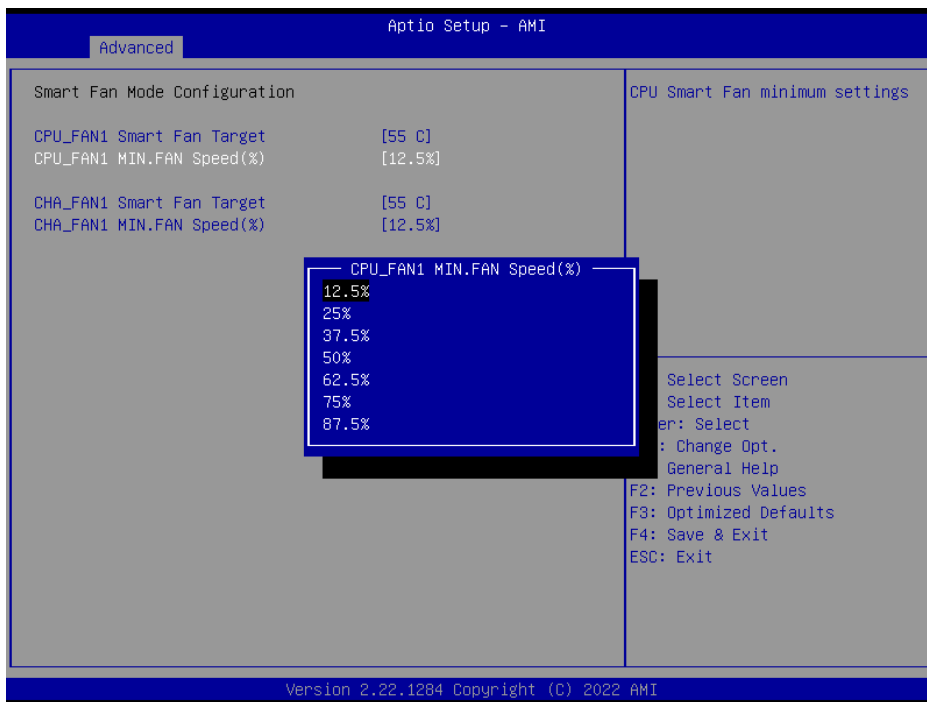 Aptio Setup – AMI
Advanced
Smart Fan Mode Configuration
CPU_FAN1 Smart Fan Target [55 C]
CPU_FAN1 MIN.FAN Speed(%) [12.5%]
CHA_FAN1 Smart Fan Target [55 C]
CHA_FAN1 MIN.FAN Speed(%) [12.5%]
CPU_FAN1 MIN.FAN Speed(%)
12.5%
25%
37.5%
50%
62.5%
75%
87.5%
CPU Smart Fan minimum settings
Select Screen
Select Item
er: Select
: Change Opt.
General Help
F2: Previous Values
F3: Optimized Defaults
F4: Save & Exit
ESC: Exit
Version 2.22.1284 Copyright (C) 2022 AMI